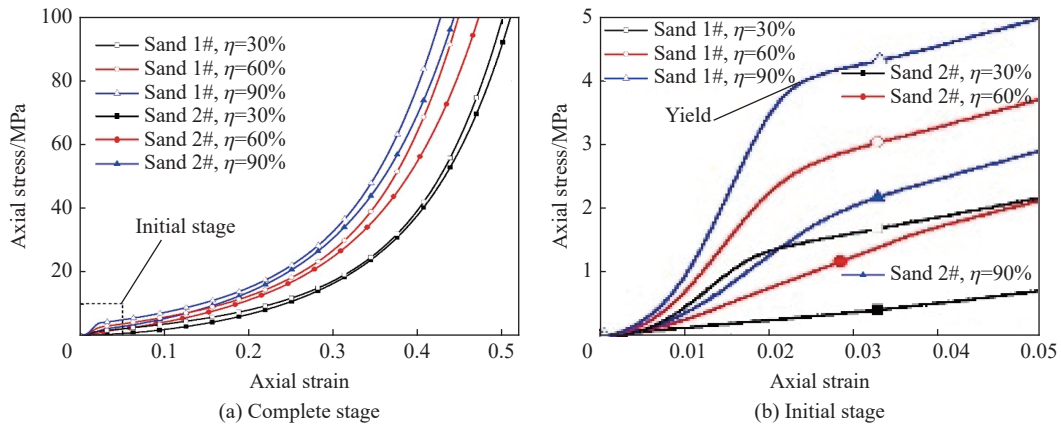 100
80
60
40
20
0
0.1
0.2
0.3
0.4
0.5
Axial stress/MPa
Axial strain
Sand 1#, η=30%
Sand 1#, η=60%
Sand 1#, η=90%
Sand 2#, η=30%
Sand 2#, η=60%
Sand 2#, η=90%
Initial stage
(a) Complete stage
5
4
3
2
1
0
0.01
0.02
0.03
0.04
0.05
Axial stress/MPa
Axial strain
Sand 1#, η=30%
Sand 1#, η=60%
Sand 1#, η=90%
Sand 2#, η=30%
Sand 2#, η=60%
Yield
Sand 2#, η=90%
(b) Initial stage